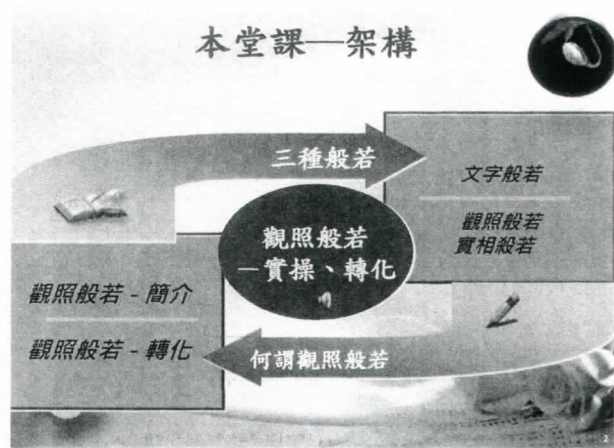 本堂課—架構
三種般若
文字般若
觀照般若
實相殺若
觀照般若
—實操、轉化
觀照般若 - 簡介
觀照般若 - 轉化
何謂觀照般若
2